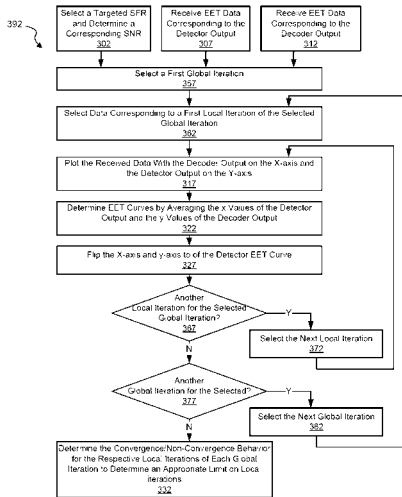 392
Select a Targeted SFR
and Determine a
Corresponding SNR
302
Receive EET Data
Corresponding to the
Detector Output
307
Receive EET Data
Corresponding to the
Decoder Output
312
Select a First Global Iteration
357
Select Data Corresponding to a First Local Iteration of the Selected
Global Iteration
362
Plot the Received Data With the Decoder Output on the X-axis and
the Detector Output on the Y-axis
317
Determine EET Curves by Averaging the x Values of the Detector
Output and the y Values of the Decoder Output
322
Flip the X-axis and y-axis to of the Detector EET Curve
327
Another
Local Iteration for the Selected
Global Iteration?
367
Y
Select the Next Local Iteration
372
N
Another
Global Iteration for the Selected?
377
Y
Select the Next Global Iteration
382
N
Determine the Convergence/Non-Convergence Behavior
for the Respective Local Iterations of Each Global
Iteration to Determine an Appropriate Limit on Local
iterations
332